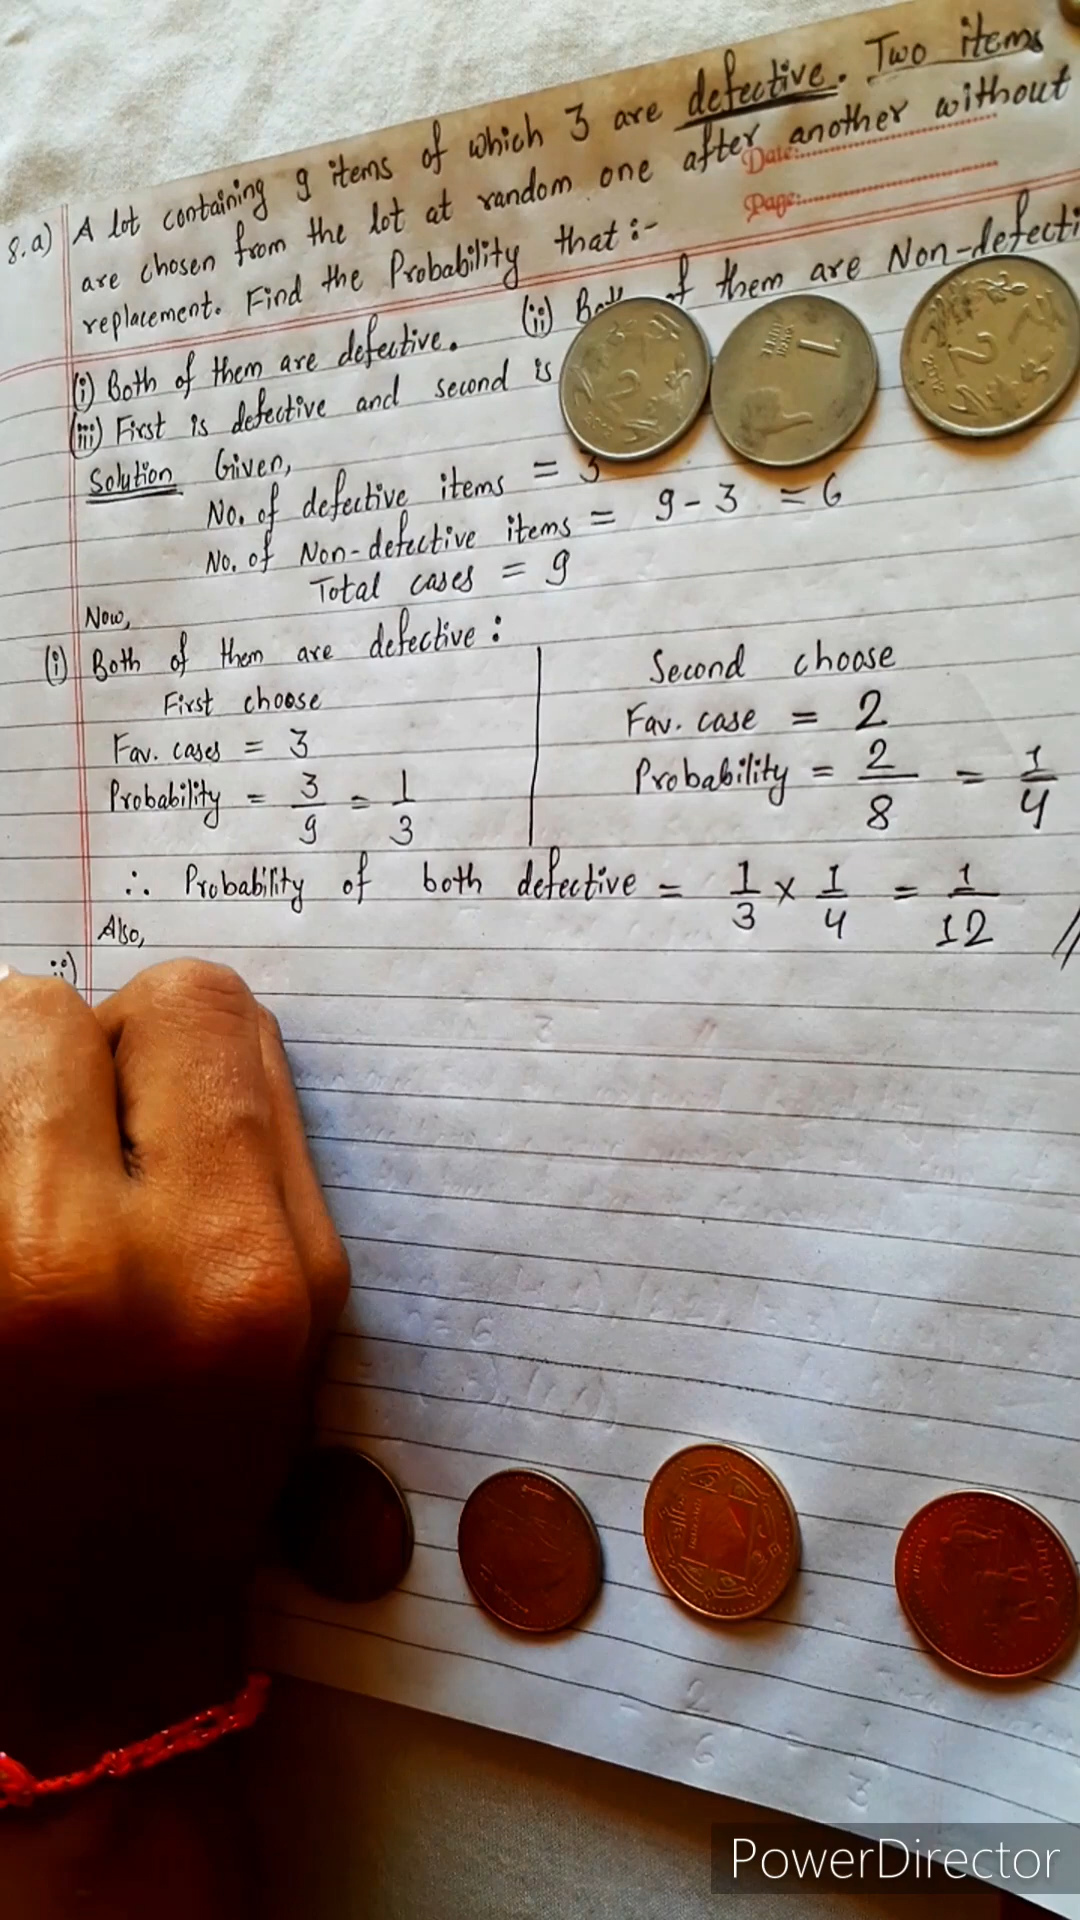 8.a) A lot containing 9 items of which 3 are defective. Two items
are chosen from the lot at random one after another without
replacement. Find the Probability that :-
Date:
Page:
(i) Both of them are defective. (ii) of them are Non-defecti
(iii) First is defective and second is
Solution Given,
No. of defective items = 3
No. of Non-defective items = 9 - 3 = 6
Total cases = 9
Now,
(i) Both of them are defective :
First choose
Fav. cases = 3
Probability = 3/9 = 1/3
Second choose
Fav. case = 2
Probability = 2/8 = 1/4
∴ Probability of both defective = 1/3 × 1/4 = 1/12 //
Also,
ii)
2
1
2
2012
PowerDirector